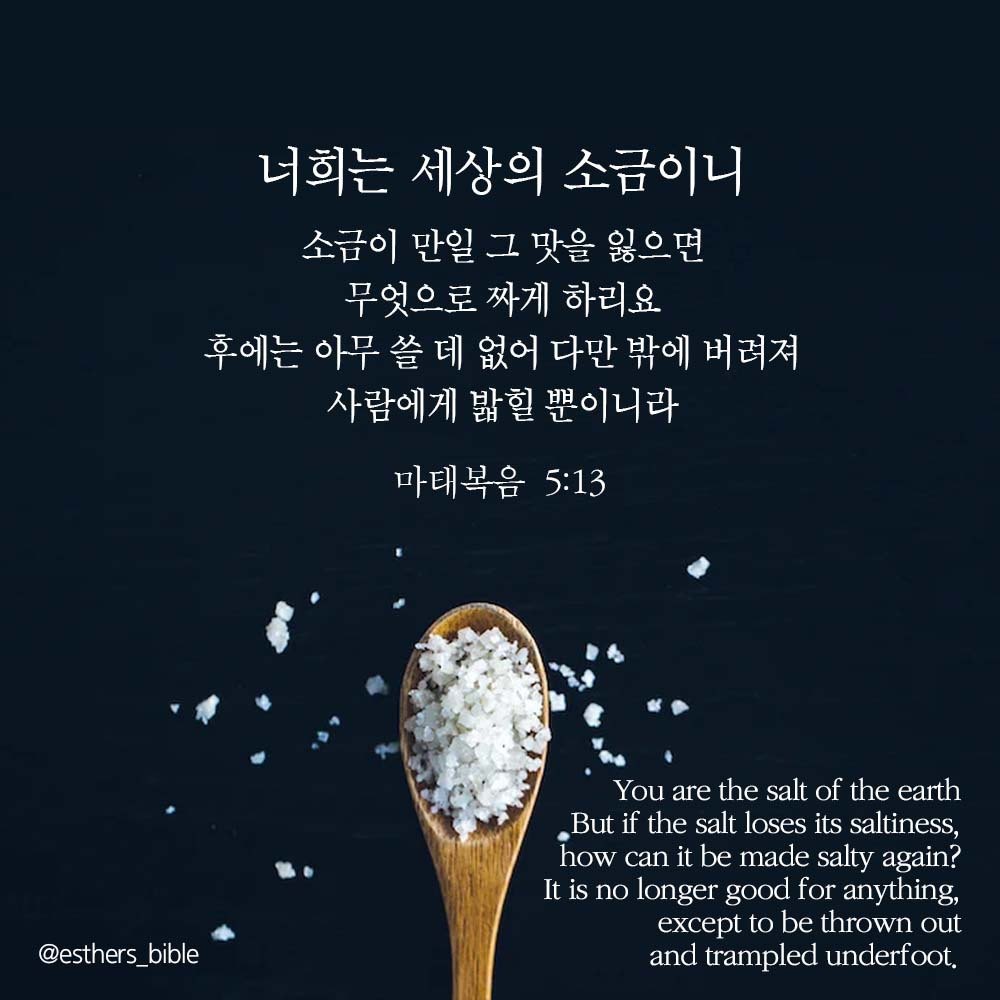 너희는 세상의 소금이니
소금이 만일 그 맛을 잃으면
무엇으로 짜게 하리요
후에는 아무 쓸 데 없어 다만 밖에 버려져
사람에게 밟힐 뿐이니라
마태복음 5:13
You are the salt of the earth
But if the salt loses its saltiness,
how can it be made salty again?
It is no longer good for anything,
except to be thrown out
and trampled underfoot.
@esthers_bible